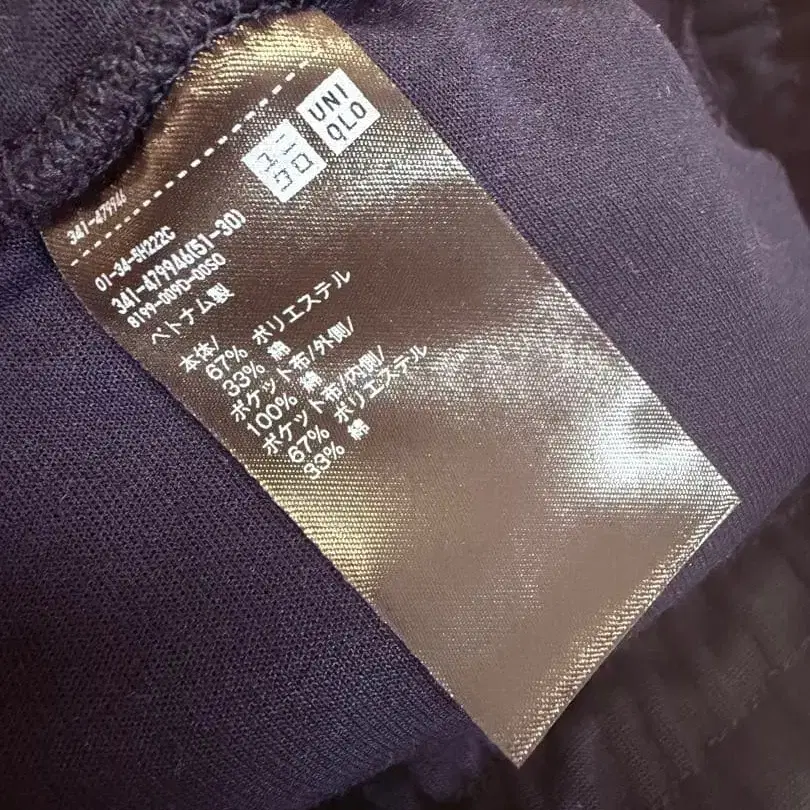 ユニ
クロ
UNI
QLO
341-479946
01-34-5H222C
341-479946(51-30)
8199-009D-00S0
ベトナム製
本体/
67% ポリエステル
33% 綿
ポケット布/外側/
100% 綿
ポケット布/内側/
67% ポリエステル
33% 綿